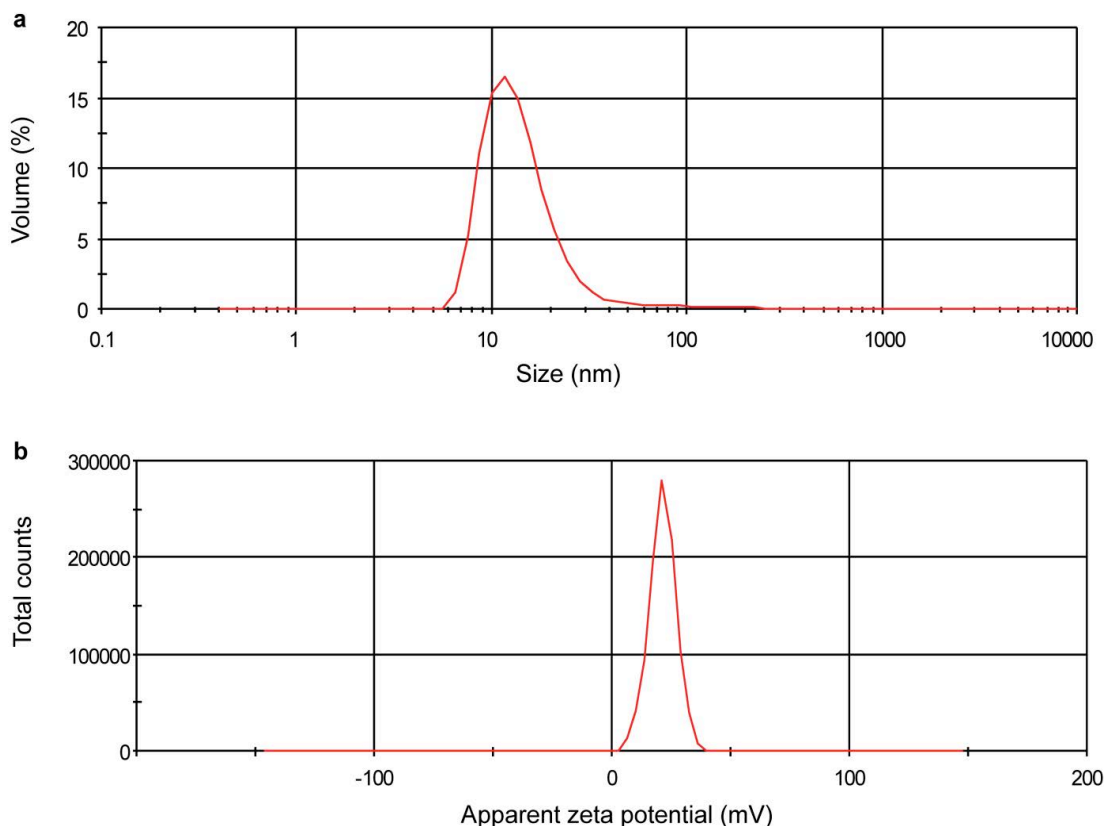 a
20
15
10
5
0
Volume (%)
0.1 1 10 100 1000 10000
Size (nm)
b
300000
200000
100000
0
Total counts
-100 0 100 200
Apparent zeta potential (mV)